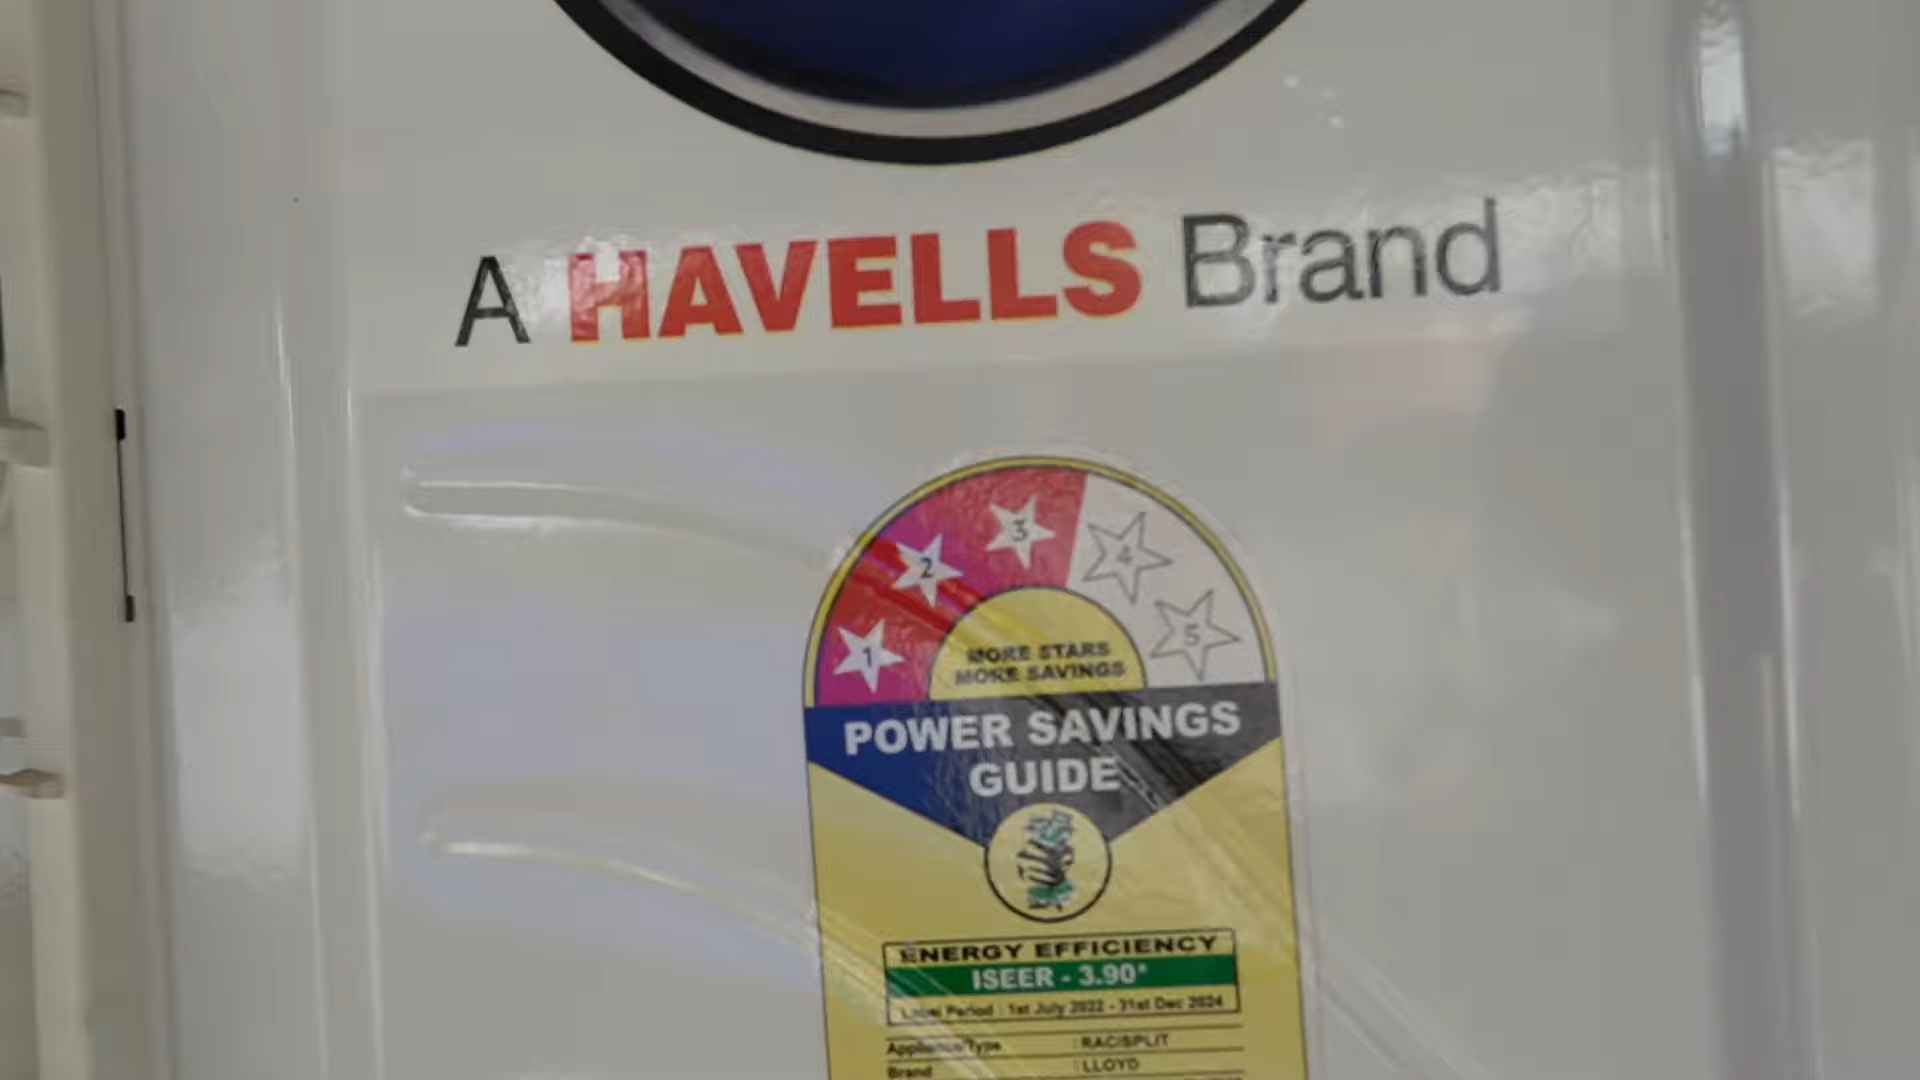 A HAVELLS Brand
1 2 3 4 5
MORE STARS
MORE SAVINGS
POWER SAVINGS
GUIDE
ENERGY EFFICIENCY
ISEER - 3.90*
Label Period : 1st July 2022 - 31st Dec 2024
Appliance/Type : RAC/SPLIT
Brand : LLOYD